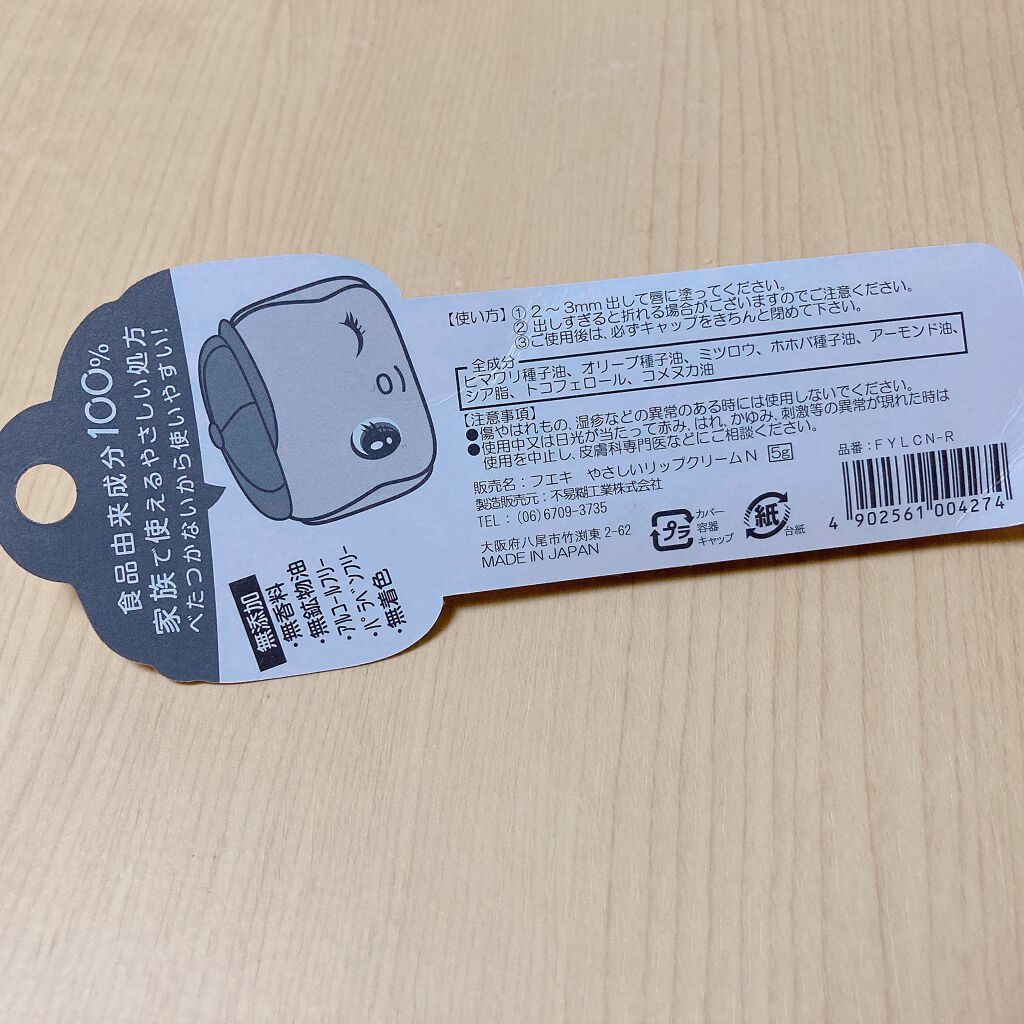 食品由来成分100%
家族で使えるやさしい処方
べたつかないから使いやすい!
無添加
・無香料
・無鉱物油
・アルコールフリー
・パラベンフリー
・無着色
【使い方】①2～3mm 出して唇に塗ってください。
②出しすぎると折れる場合がございますのでご注意ください。
③ご使用後は、必ずキャップをきちんと閉めて下さい。
全成分
ヒマワリ種子油、オリーブ種子油、ミツロウ、ホホバ種子油、アーモンド油、
シア脂、トコフェロール、コメヌカ油
【注意事項】
●傷やはれもの、湿疹などの異常のある時には使用しないでください。
●使用中又は日光が当たって赤み、はれ、かゆみ、刺激等の異常が現れた時は
使用を中止し、皮膚科専門医などにご相談ください。
販売名：フエキ やさしいリップクリームN 5g
製造販売元：不易糊工業株式会社
TEL：(06)6709-3735
大阪府八尾市竹渕東 2-62
MADE IN JAPAN
プラ
カバー
容器
キャップ
紙
台紙
品番：FYLCN-R
4 902561 004274